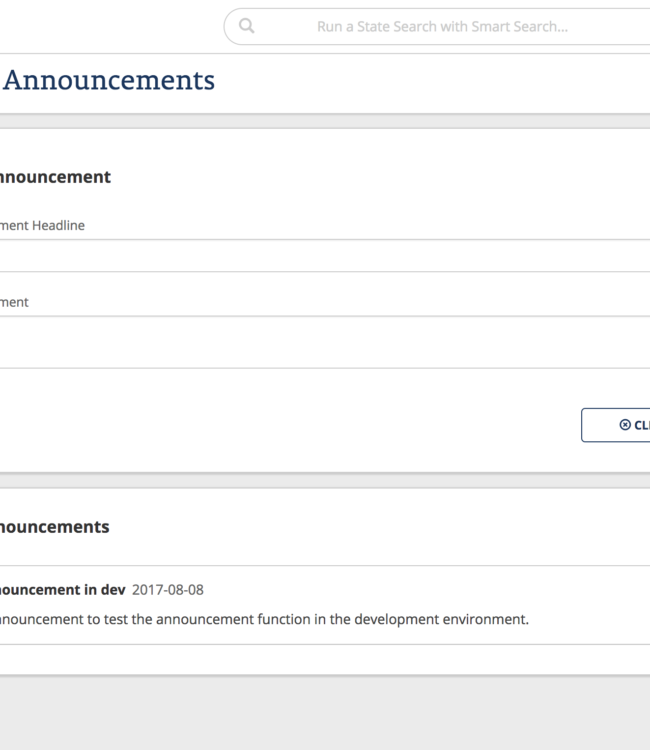 Run a State Search with Smart Search...
Announcements
nnouncement
ment Headline
ment
CL
nouncements
ouncement in dev 2017-08-08
nnouncement to test the announcement function in the development environment.